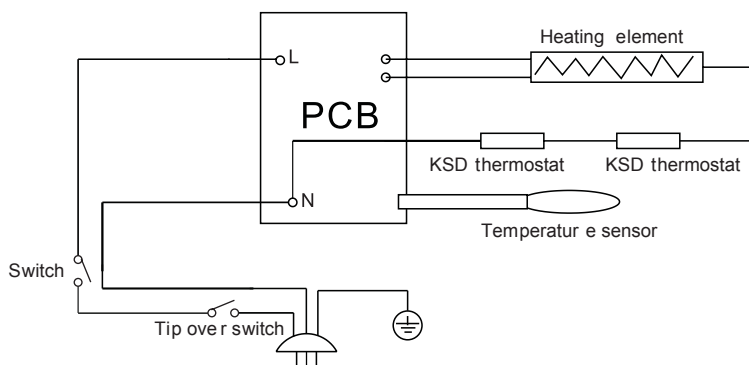 Heating element
L
PCB
KSD thermostat KSD thermostat
N
Temperatur e sensor
Switch
Tip ove r switch